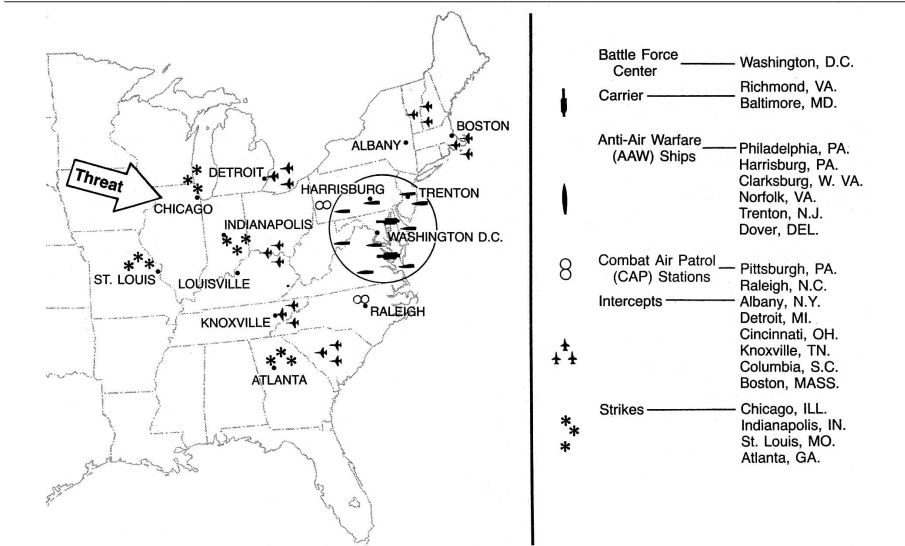 BOSTON
ALBANY
Threat
DETROIT
HARRISBURG
TRENTON
CHICAGO
INDIANAPOLIS
WASHINGTON D.C.
ST. LOUIS
LOUISVILLE
RALEIGH
KNOXVILLE
ATLANTA
Battle Force
Center
Washington, D.C.
Carrier
Richmond, VA.
Baltimore, MD.
Anti-Air Warfare
(AAW) Ships
Philadelphia, PA.
Harrisburg, PA.
Clarksburg, W. VA.
Norfolk, VA.
Trenton, N.J.
Dover, DEL.
Combat Air Patrol
(CAP) Stations
Pittsburgh, PA.
Raleigh, N.C.
Intercepts
Albany, N.Y.
Detroit, MI.
Cincinnati, OH.
Knoxville, TN.
Columbia, S.C.
Boston, MASS.
Strikes
Chicago, ILL.
Indianapolis, IN.
St. Louis, MO.
Atlanta, GA.